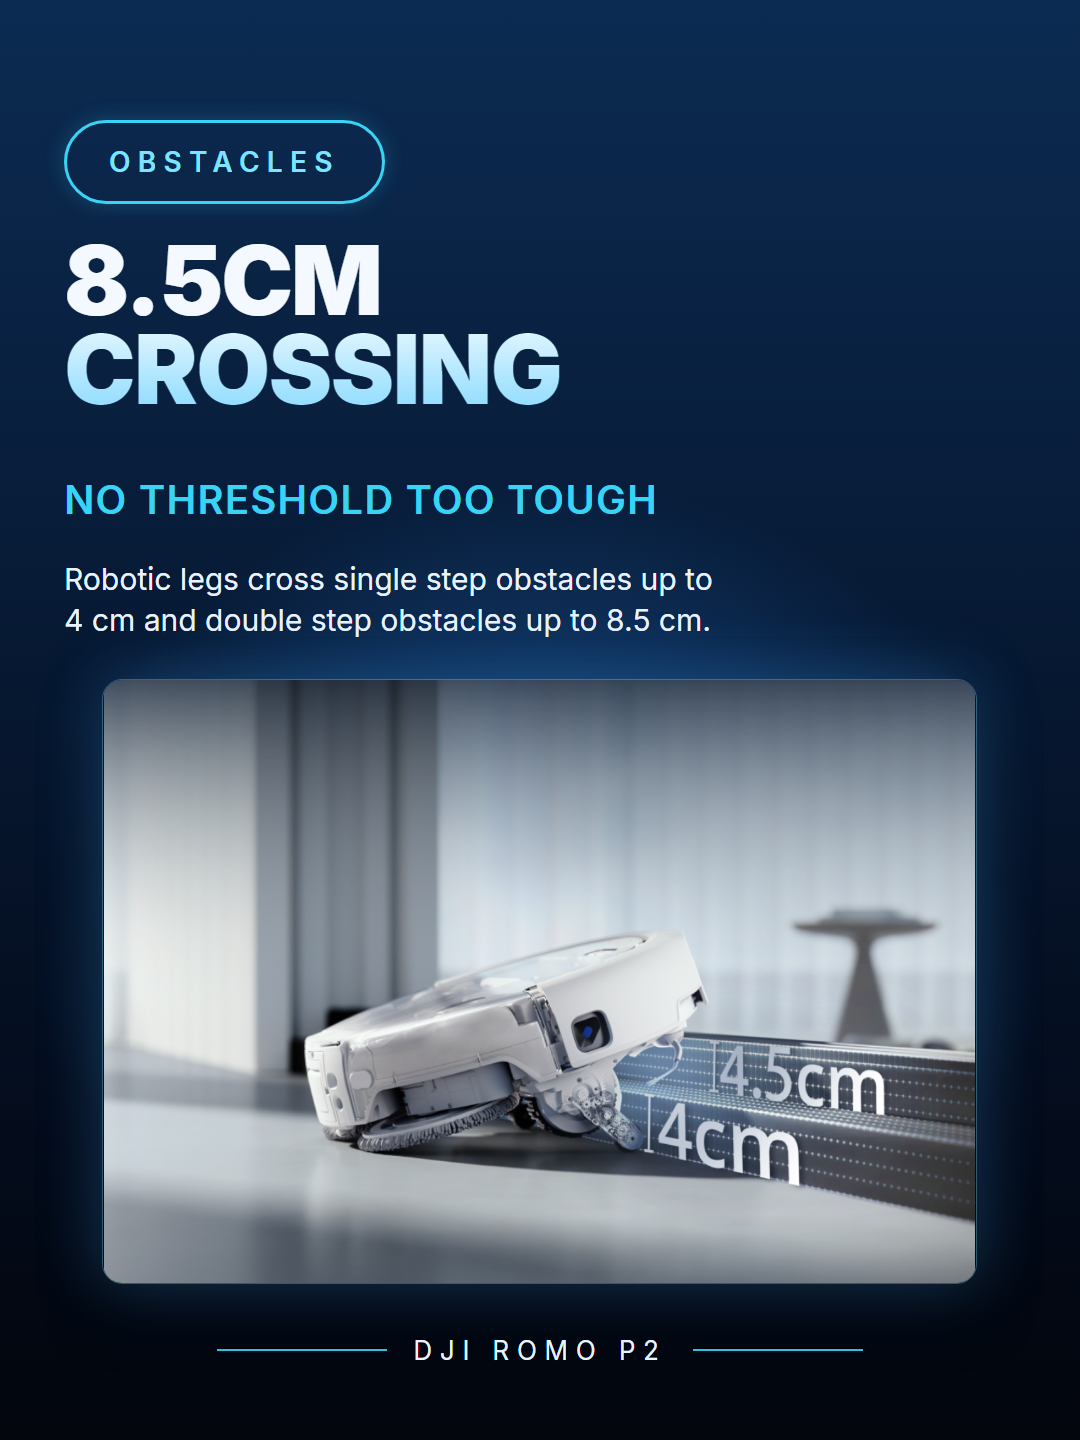 OBSTACLES
8.5CM
CROSSING
NO THRESHOLD TOO TOUGH
Robotic legs cross single step obstacles up to
4 cm and double step obstacles up to 8.5 cm.
4.5cm
4cm
DJI ROMO P2